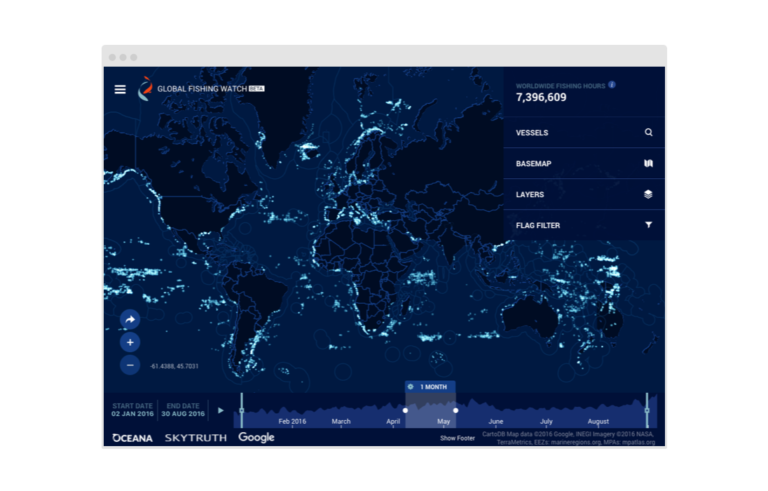 GLOBAL FISHING WATCH BETA
WORLDWIDE FISHING HOURS i
7,396,609
VESSELS
BASEMAP
LAYERS
FLAG FILTER
+
−
-61.4388, 45.7031
START DATE
02 JAN 2016
END DATE
30 AUG 2016
1 MONTH
Feb 2016 March April May June July August
OCEANA SKYTRUTH Google
Show Footer
CartoDB Map data ©2016 Google, INEGI Imagery ©2016 NASA,
TerraMetrics, EEZs: marineregions.org, MPAs: mpatlas.org